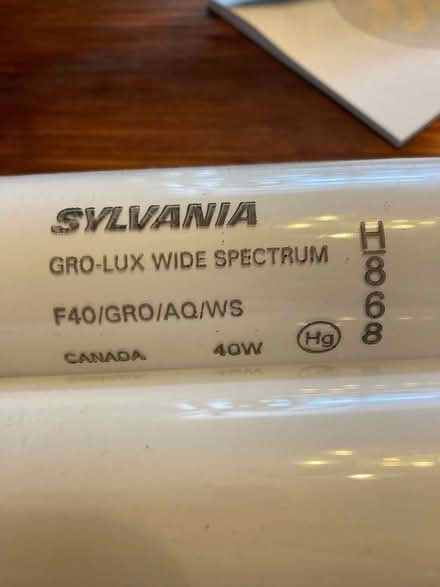 SYLVANIA
GRO-LUX WIDE SPECTRUM
F40/GRO/AQ/WS
CANADA 40W Hg
H
8
6
8